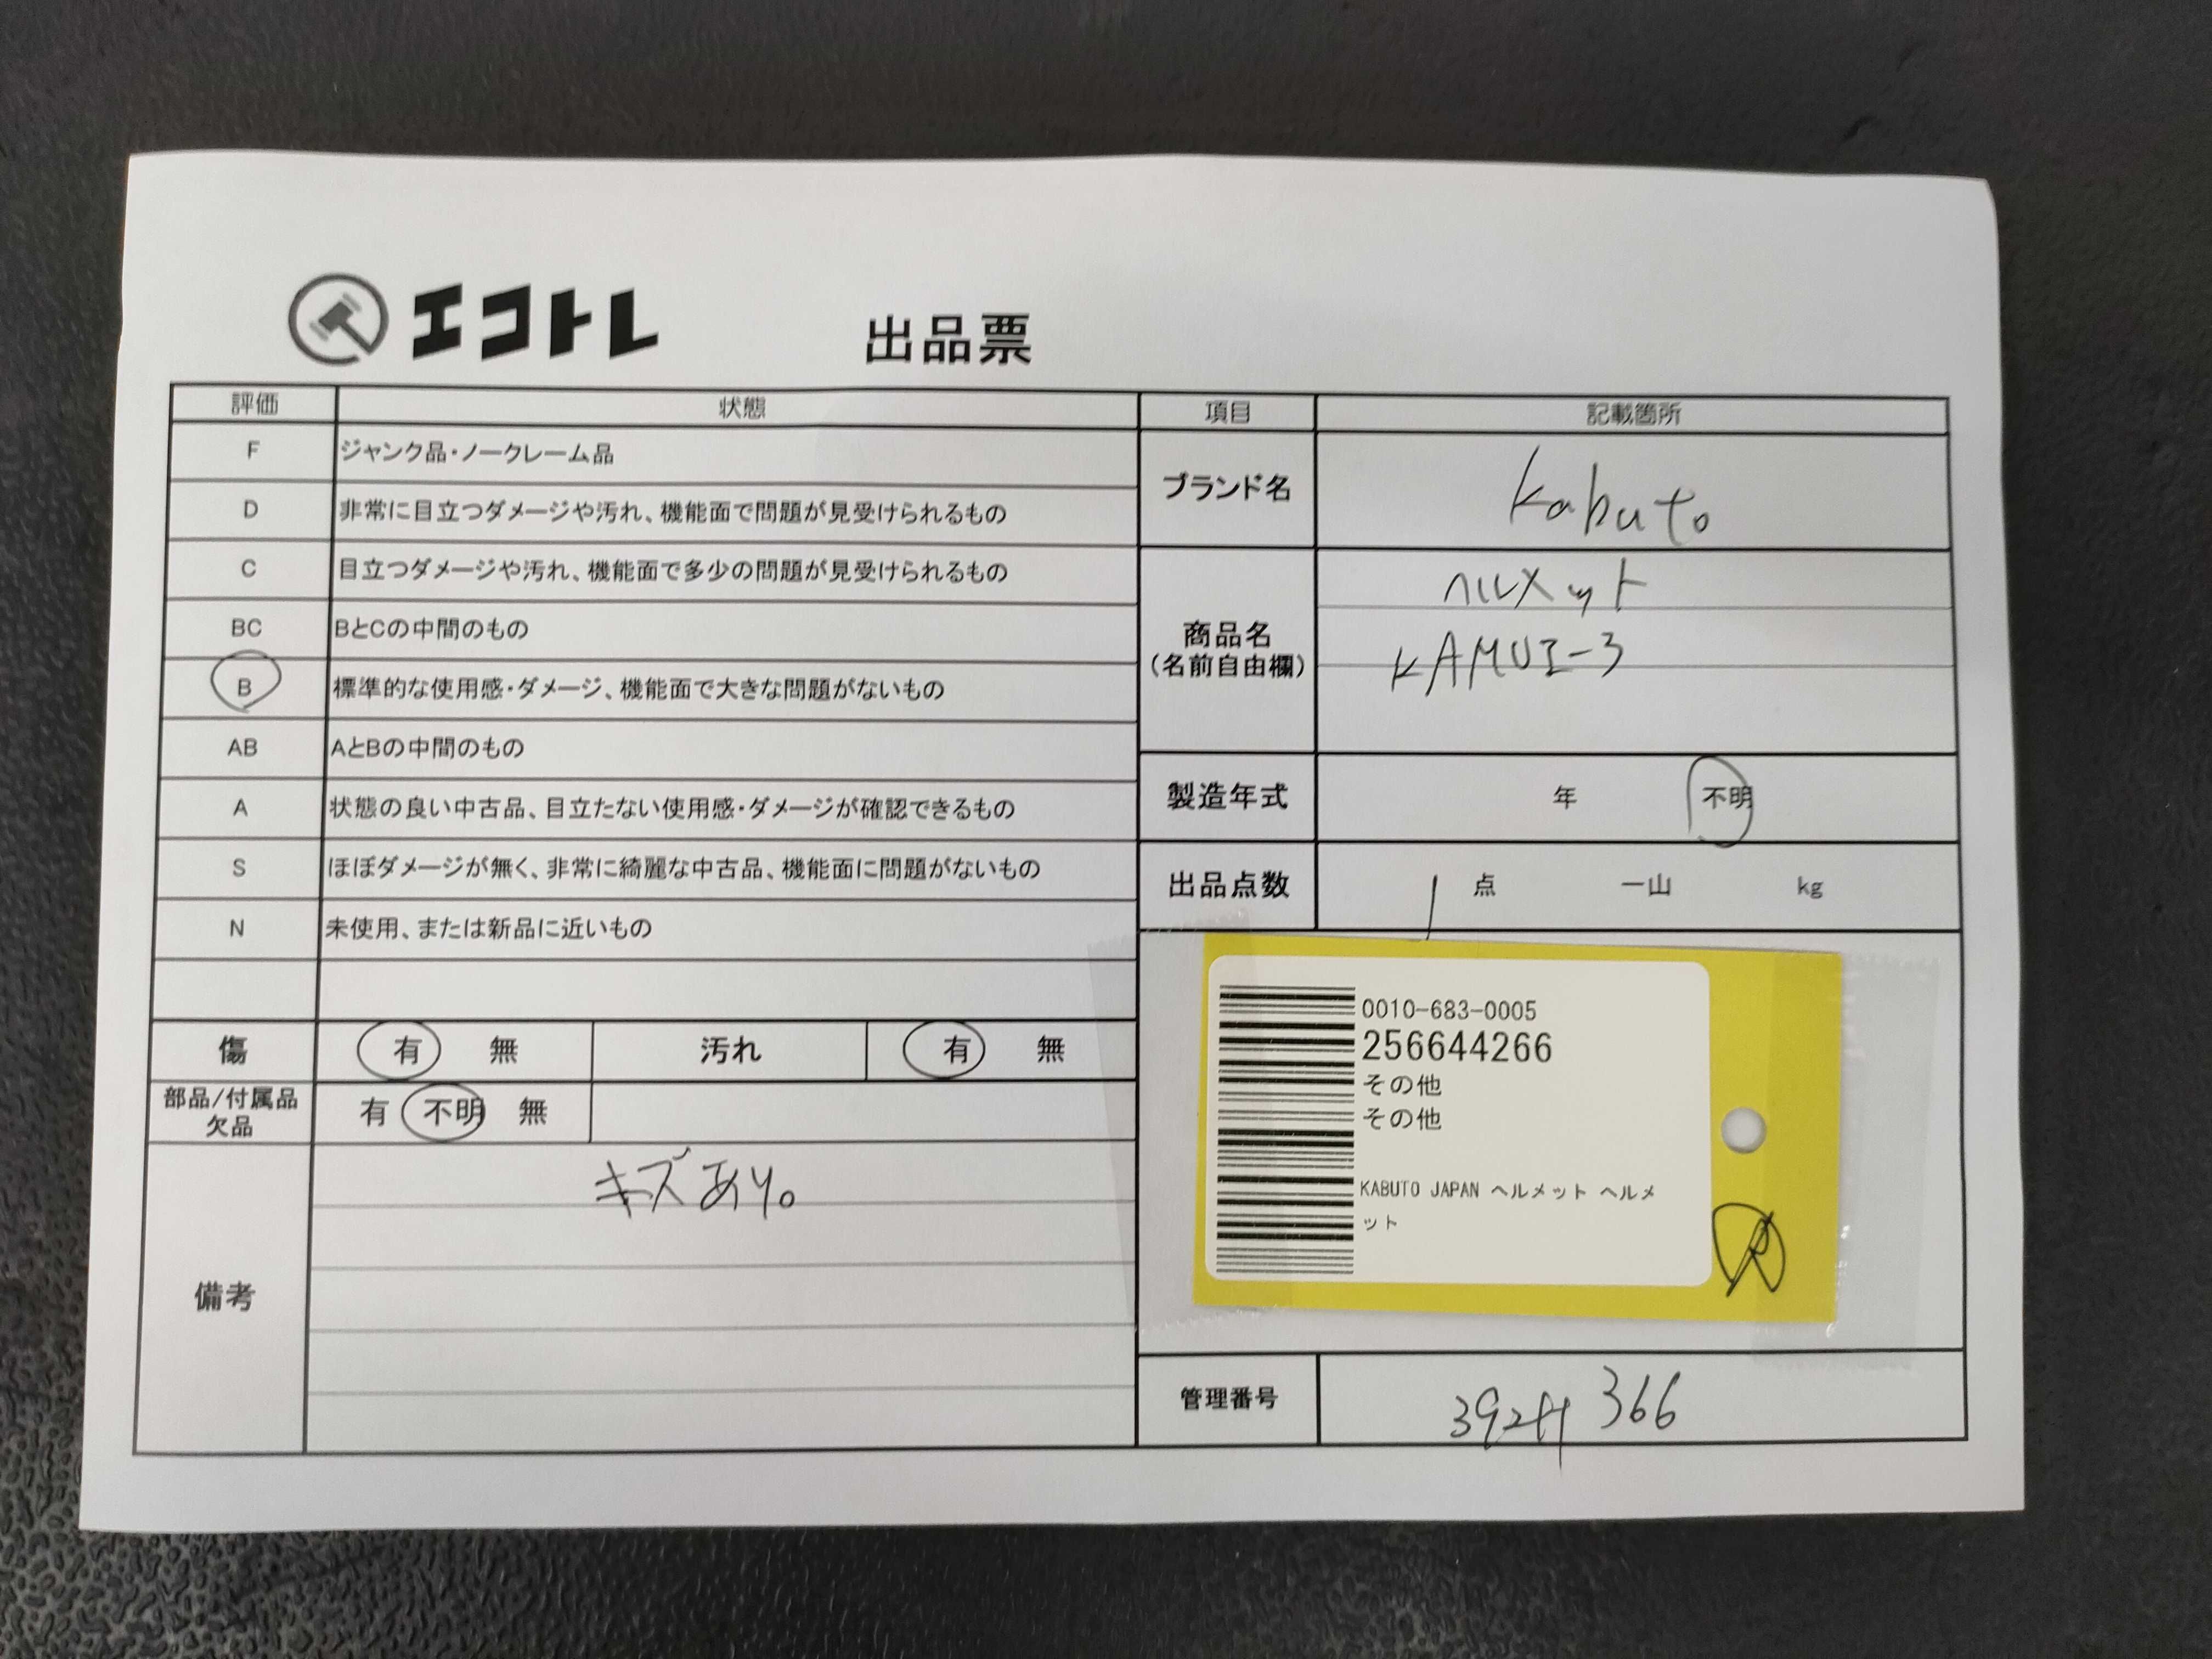 エコトレ
出品票
評価 状態
F ジャンク品・ノークレーム品
D 非常に目立つダメージや汚れ、機能面で問題が見受けられるもの
C 目立つダメージや汚れ、機能面で多少の問題が見受けられるもの
BC BとCの中間のもの
B 標準的な使用感・ダメージ、機能面で大きな問題がないもの
AB AとBの中間のもの
A 状態の良い中古品、目立たない使用感・ダメージが確認できるもの
S ほぼダメージが無く、非常に綺麗な中古品、機能面に問題がないもの
N 未使用、または新品に近いもの
傷 有 無 汚れ 有 無
部品/付属品
欠品
有 不明 無
備考
キズあり。
項目 記載箇所
ブランド名 Kabuto
商品名
(名前自由欄)
ヘルメット
KAMUI-3
製造年式 年 不明
出品点数 1 点 一山 kg
0010-683-0005
256644266
その他
その他
KABUTO JAPAN ヘルメット ヘルメ
ット
管理番号 366